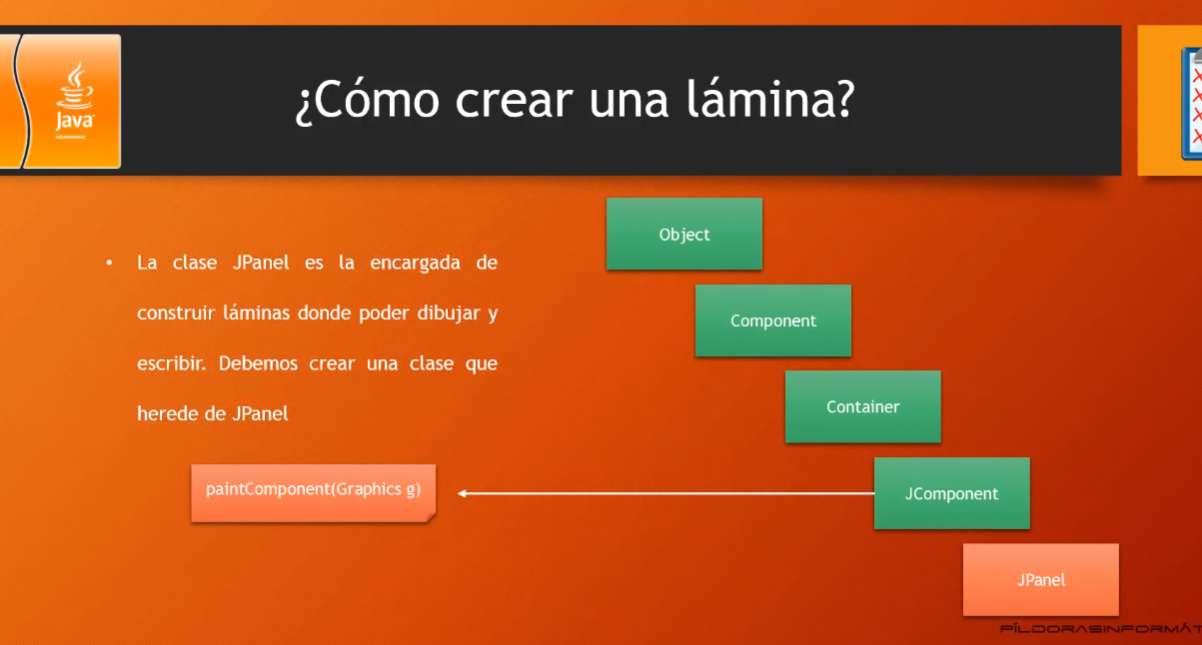 Java
¿Cómo crear una lámina?
• La clase JPanel es la encargada de
construir láminas donde poder dibujar y
escribir. Debemos crear una clase que
herede de JPanel
paintComponent(Graphics g)
Object
Component
Container
JComponent
JPanel